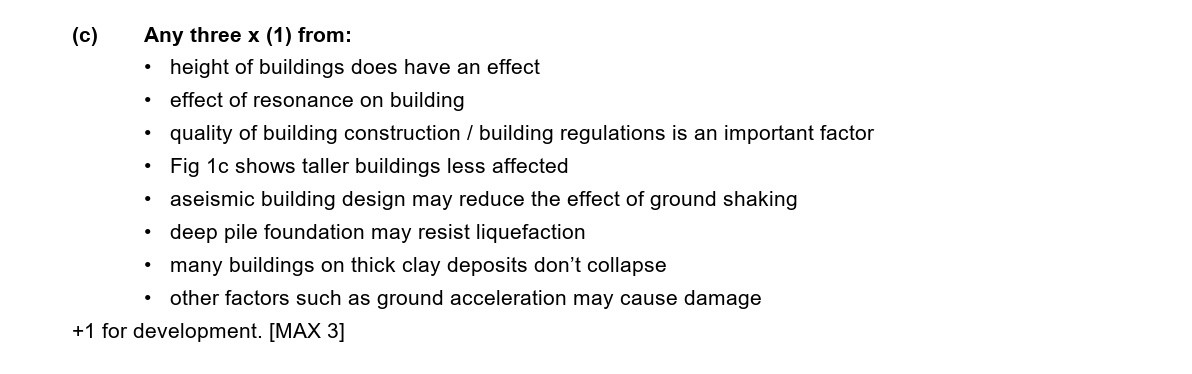 (c) Any three x (1) from:
• height of buildings does have an effect
• effect of resonance on building
• quality of building construction / building regulations is an important factor
• Fig 1c shows taller buildings less affected
• aseismic building design may reduce the effect of ground shaking
• deep pile foundation may resist liquefaction
• many buildings on thick clay deposits don’t collapse
• other factors such as ground acceleration may cause damage
+1 for development. [MAX 3]